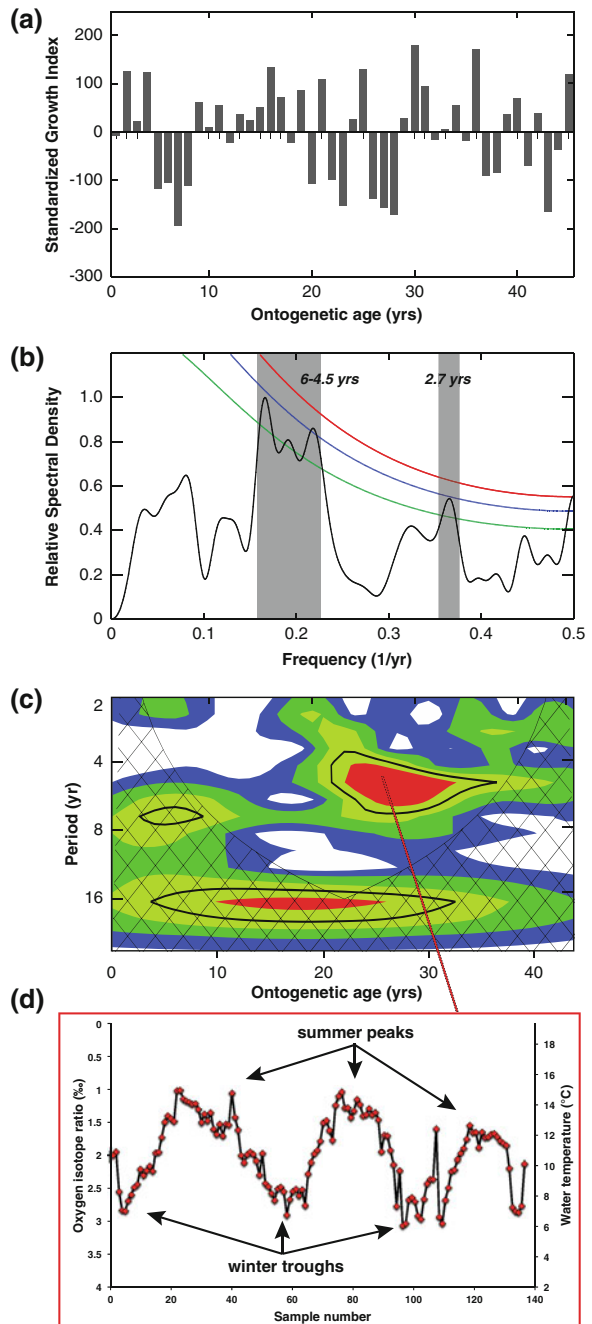 (a)
Standardized Growth Index
200
100
0
-100
-200
-300
0 10 20 30 40
Ontogenetic age (yrs)
(b)
6-4.5 yrs 2.7 yrs
Relative Spectral Density
1.0
0.8
0.6
0.4
0.2
0
0 0.1 0.2 0.3 0.4 0.5
Frequency (1/yr)
(c)
Period (yr)
2
4
8
16
0 10 20 30 40
Ontogenetic age (yrs)
(d)
summer peaks
Oxygen isotope ratio (‰)
0
0.5
1
1.5
2
2.5
3
3.5
4
Water temperature (°C)
18
16
14
12
10
8
6
4
2
winter troughs
0 20 40 60 80 100 120 140
Sample number